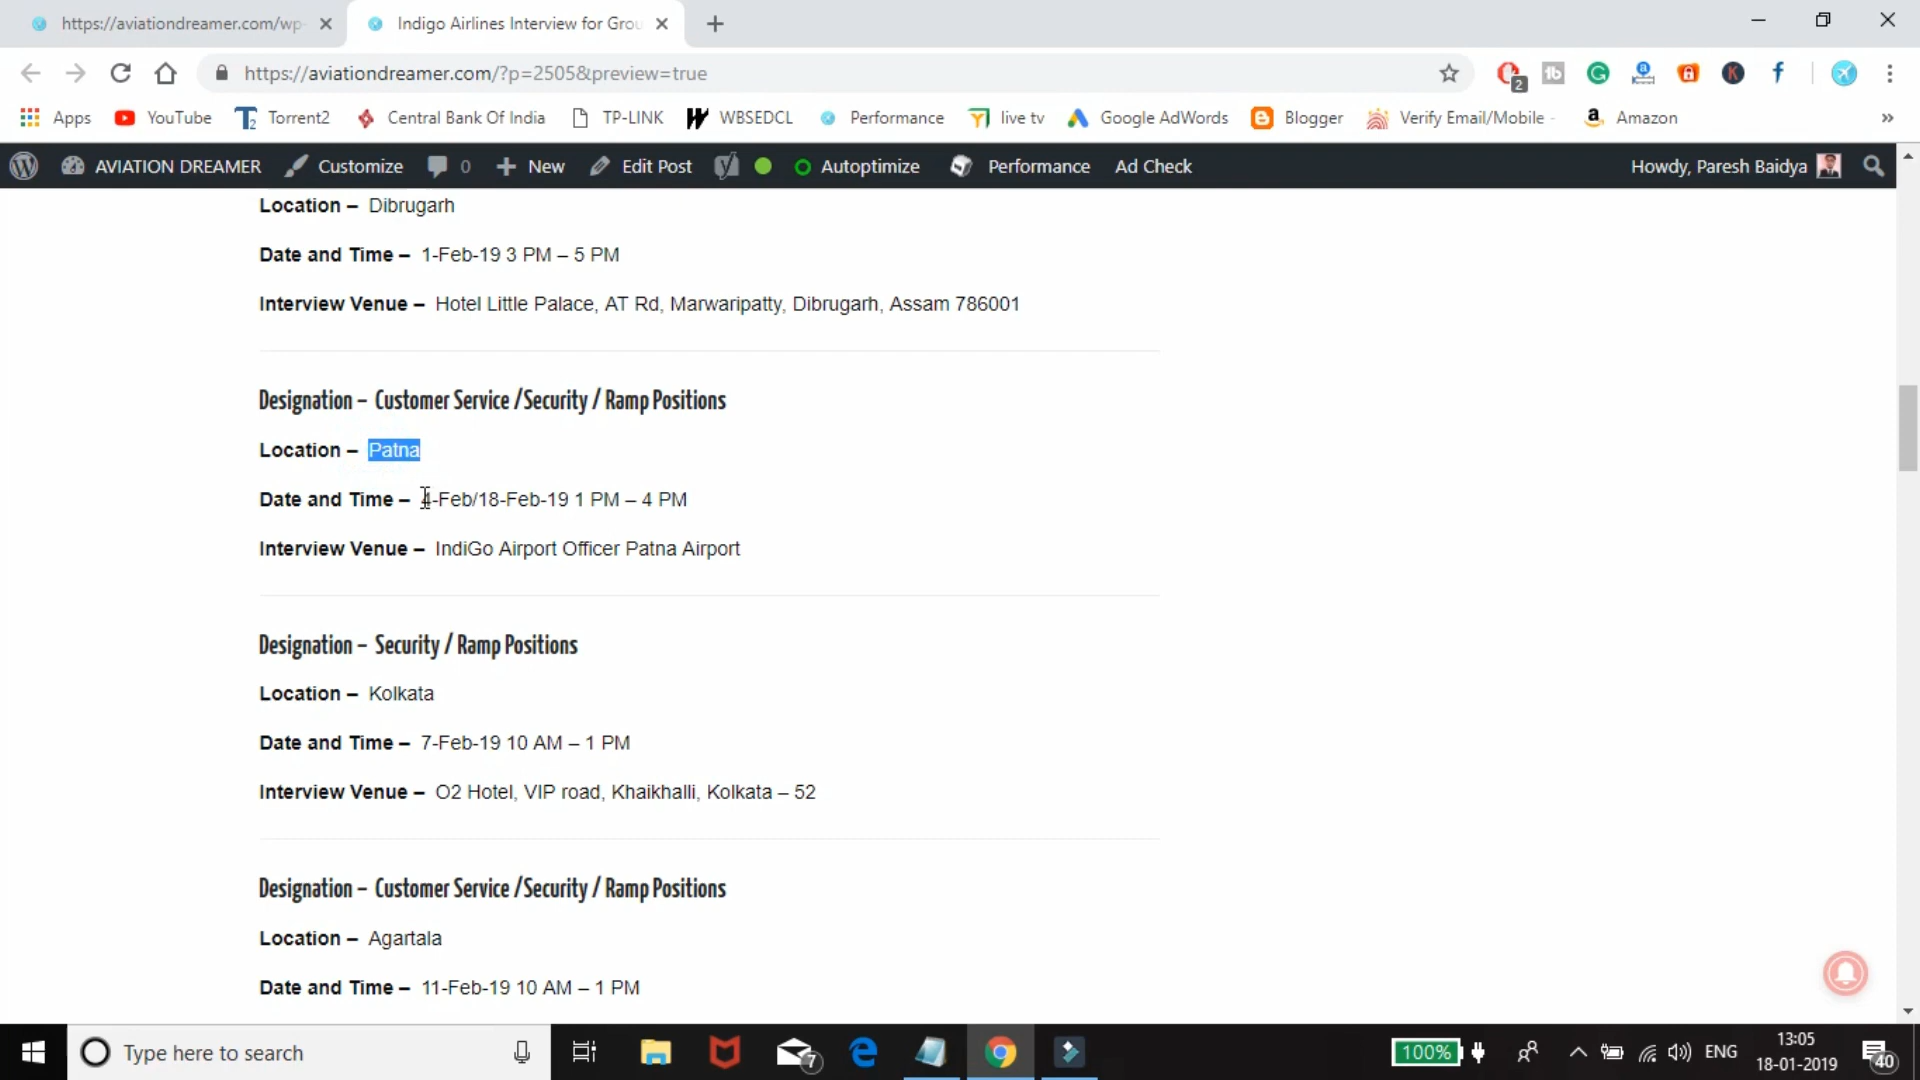 https://aviationdreamer.com/wp-
Indigo Airlines Interview for Grou
https://aviationdreamer.com/?p=2505&preview=true
2
Apps
YouTube
Torrent2
Central Bank Of India
TP-LINK
WBSEDCL
Performance
live tv
Google AdWords
Blogger
Verify Email/Mobile -
Amazon
»
AVIATION DREAMER
Customize
0
New
Edit Post
Autoptimize
Performance
Ad Check
Howdy, Paresh Baidya
Location – Dibrugarh
Date and Time – 1-Feb-19 3 PM – 5 PM
Interview Venue – Hotel Little Palace, AT Rd, Marwaripatty, Dibrugarh, Assam 786001
Designation – Customer Service /Security / Ramp Positions
Location – Patna
Date and Time – 4-Feb/18-Feb-19 1 PM – 4 PM
Interview Venue – IndiGo Airport Officer Patna Airport
Designation – Security / Ramp Positions
Location – Kolkata
Date and Time – 7-Feb-19 10 AM – 1 PM
Interview Venue – O2 Hotel, VIP road, Khaikhalli, Kolkata – 52
Designation – Customer Service /Security / Ramp Positions
Location – Agartala
Date and Time – 11-Feb-19 10 AM – 1 PM
Type here to search
7
100%
ENG
13:05
18-01-2019
40